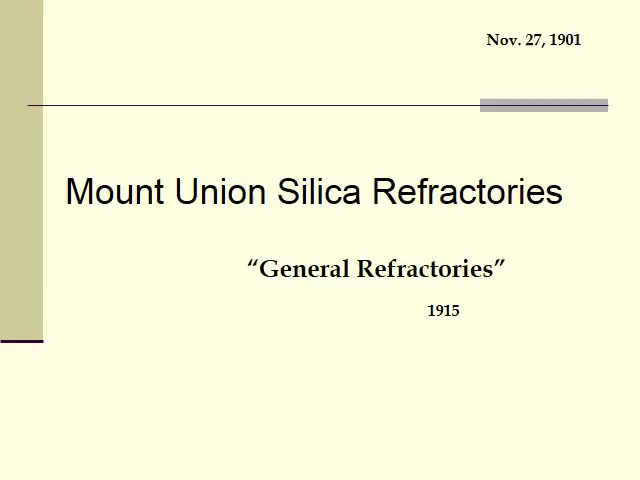 Nov. 27, 1901
Mount Union Silica Refractories
“General Refractories”
1915